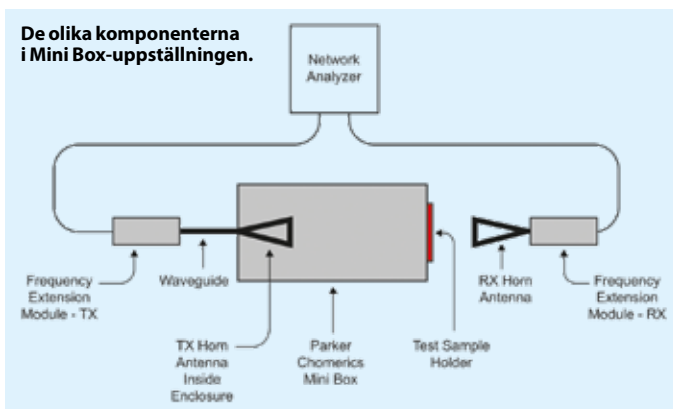 De olika komponenterna
i Mini Box-uppställningen.
Network
Analyzer
Frequency
Extension
Module - TX
Waveguide
TX Horn
Antenna
Inside
Enclosure
Parker
Chomerics
Mini Box
Test Sample
Holder
RX Horn
Antenna
Frequency
Extension
Module - RX